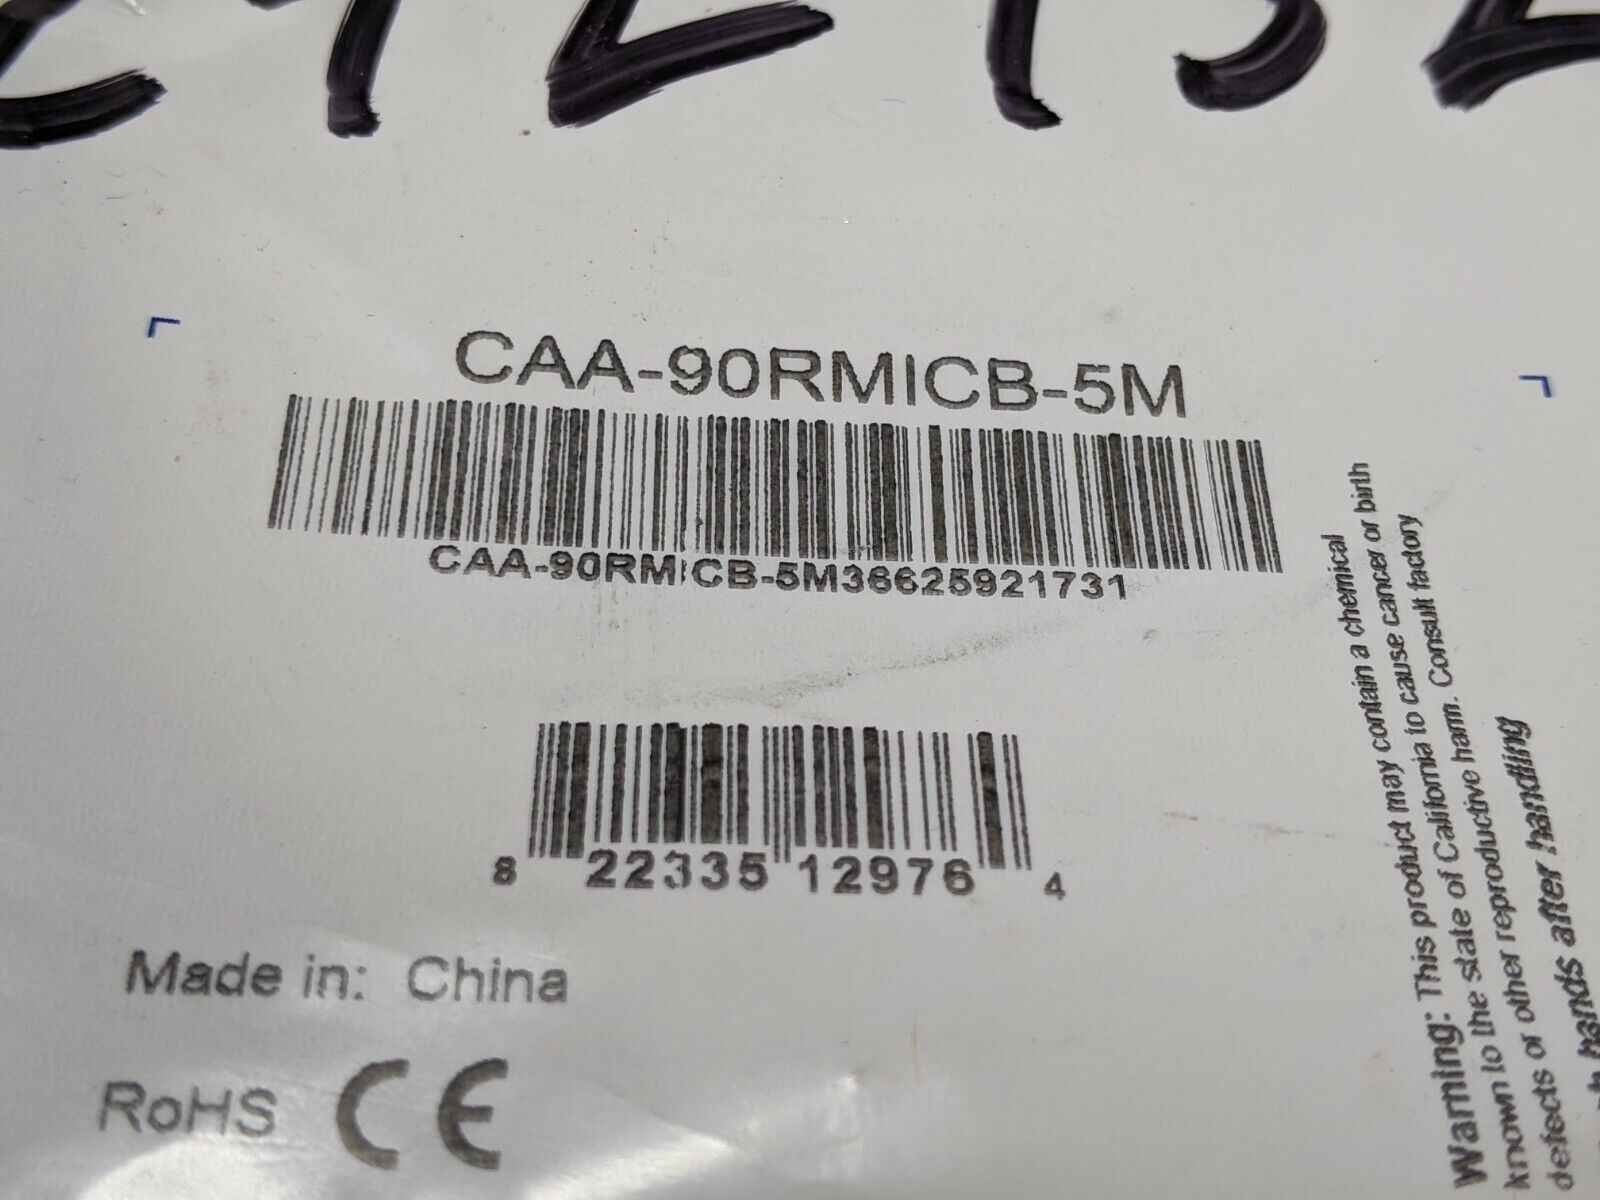 CAA-90RMICB-5M
CAA-90RMICB-5M36625921731
8 22335 12976 4
Made in: China
RoHS CE
Warning: This product may contain a chemical
known to the state of California to cause cancer or birth
defects or other reproductive harm. Consult factory
hands after handling